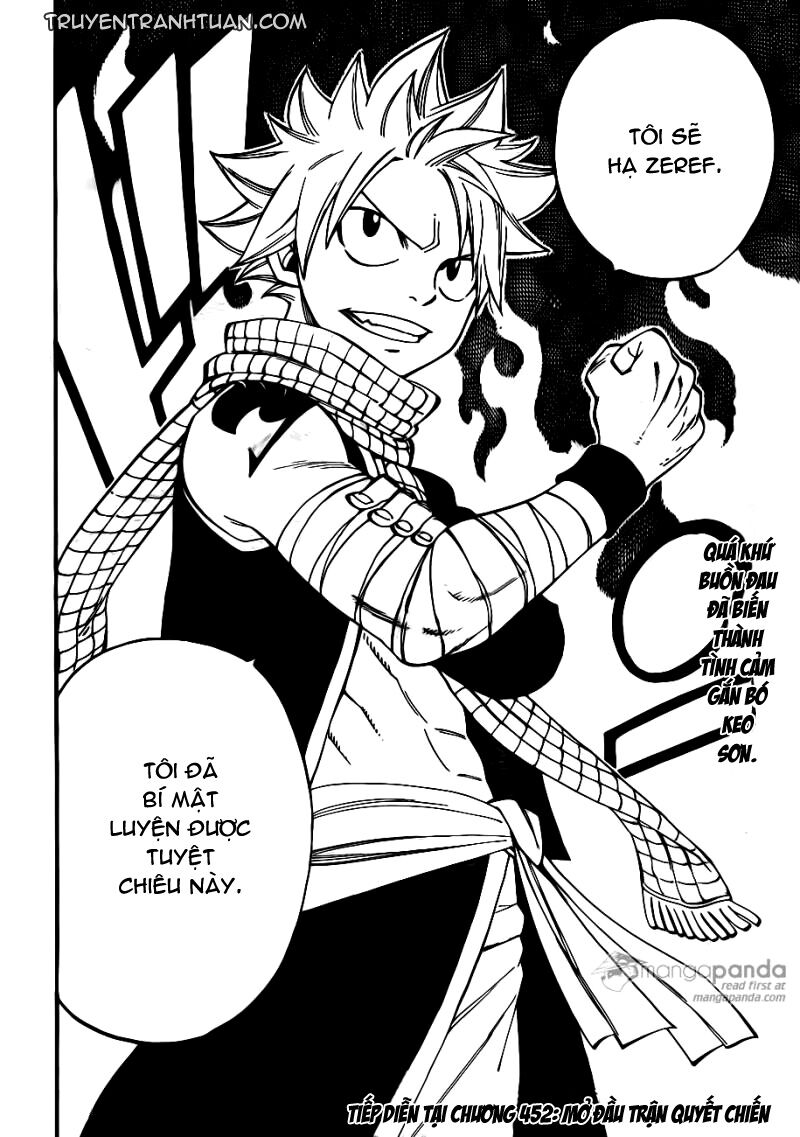 TRUYENTRANHTUAN.COM
TÔI SẼ
HẠ ZEREF.
QUÁ KHỨ
BUỒN ĐAU
ĐÃ BIẾN
THÀNH
TÌNH CẢM
GẮN BÓ
KEO
SƠN.
TÔI ĐÃ
BÍ MẬT
LUYỆN ĐƯỢC
TUYỆT
CHIÊU NÀY.
mangapanda
read first at
mangapanda.com
TIẾP DIỄN TẠI CHƯƠNG 452: MỞ ĐẦU TRẬN QUYẾT CHIẾN